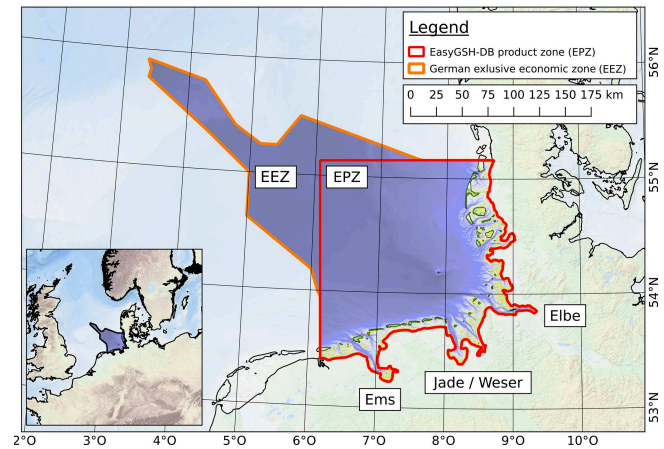 Legend
EasyGSH-DB product zone (EPZ)
German exlusive economic zone (EEZ)
0 25 50 75 100 125 150 175 km
56°N
EEZ
EPZ
55°N
54°N
Elbe
Jade / Weser
Ems
53°N
2°O 3°O 4°O 5°O 6°O 7°O 8°O 9°O 10°O